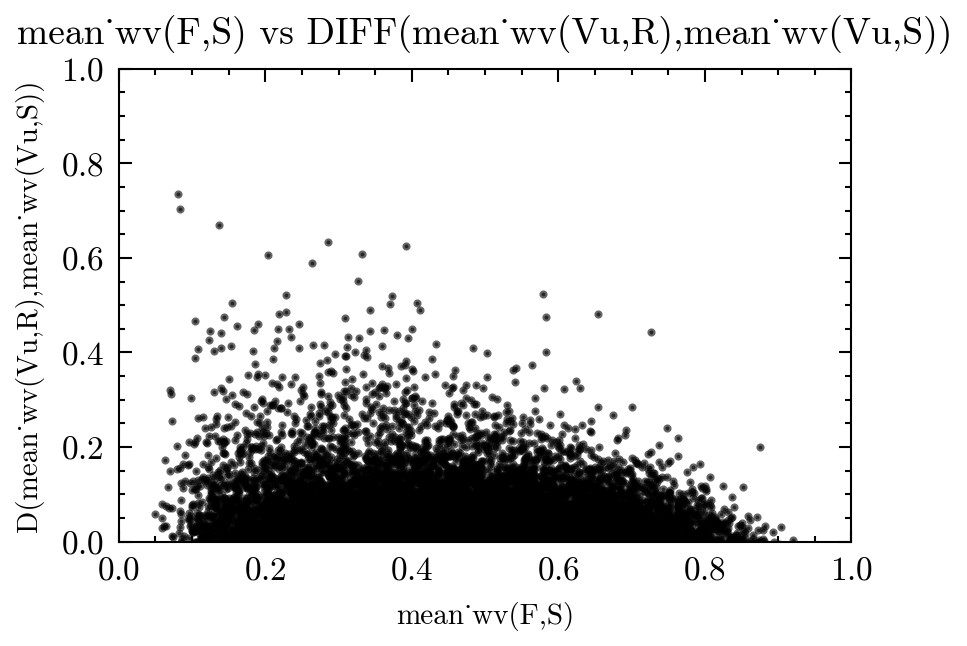 mean˙wv(F,S) vs DIFF(mean˙wv(Vu,R),mean˙wv(Vu,S))
D(mean˙wv(Vu,R),mean˙wv(Vu,S))
1.0
0.8
0.6
0.4
0.2
0.0
0.0 0.2 0.4 0.6 0.8 1.0
mean˙wv(F,S)